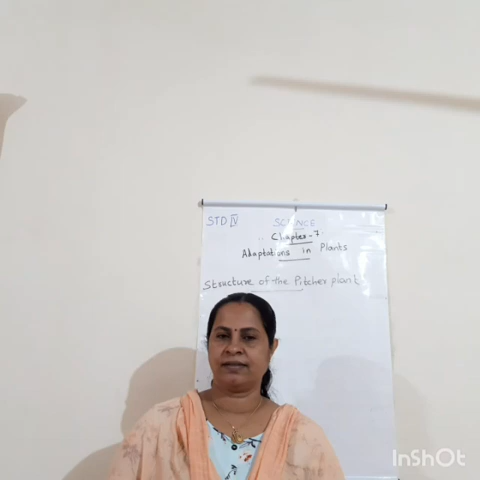 STD IV
SCIENCE
Chapter-7
Adaptations in Plants
Structure of the Pitcher plant
InShOt